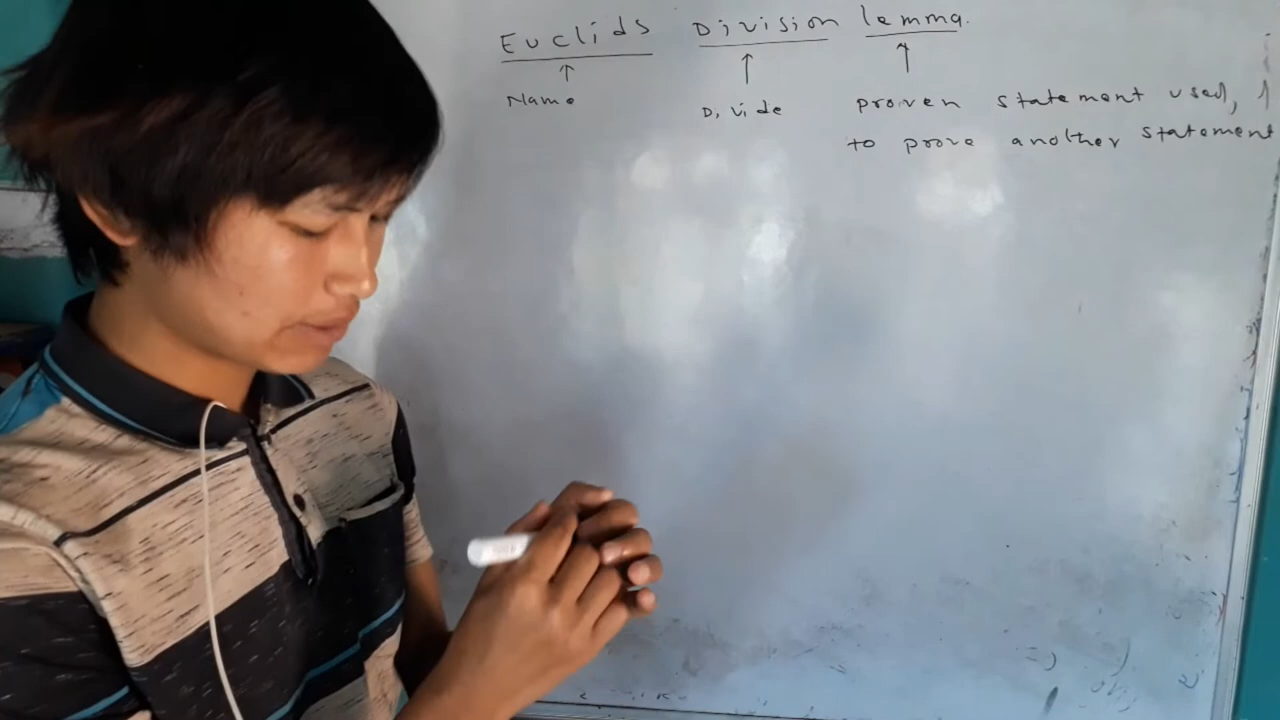 Euclids Division lemma.
Name Divide proven statement used,
to prove another statement